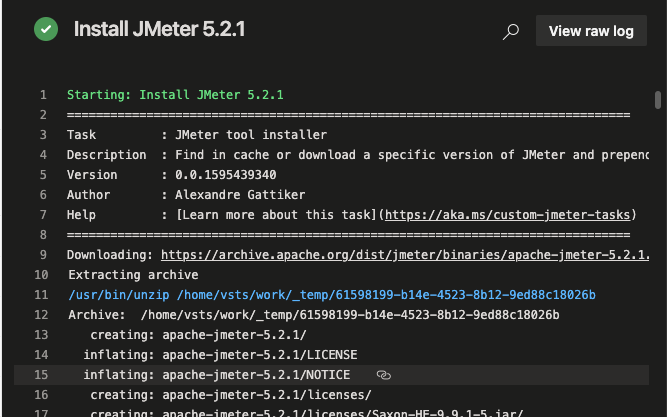 Install JMeter 5.2.1
View raw log
1 Starting: Install JMeter 5.2.1
2 ==============================================================================
3 Task         : JMeter tool installer
4 Description  : Find in cache or download a specific version of JMeter and prepend
5 Version      : 0.0.1595439340
6 Author       : Alexandre Gattiker
7 Help         : [Learn more about this task](https://aka.ms/custom-jmeter-tasks)
8 ==============================================================================
9 Downloading: https://archive.apache.org/dist/jmeter/binaries/apache-jmeter-5.2.1.
10 Extracting archive
11 /usr/bin/unzip /home/vsts/work/_temp/61598199-b14e-4523-8b12-9ed88c18026b
12 Archive:  /home/vsts/work/_temp/61598199-b14e-4523-8b12-9ed88c18026b
13    creating: apache-jmeter-5.2.1/
14   inflating: apache-jmeter-5.2.1/LICENSE
15   inflating: apache-jmeter-5.2.1/NOTICE
16    creating: apache-jmeter-5.2.1/licenses/
17    creating: apache-jmeter-5.2.1/licenses/Saxon-HE-9.9.1-5.jar/